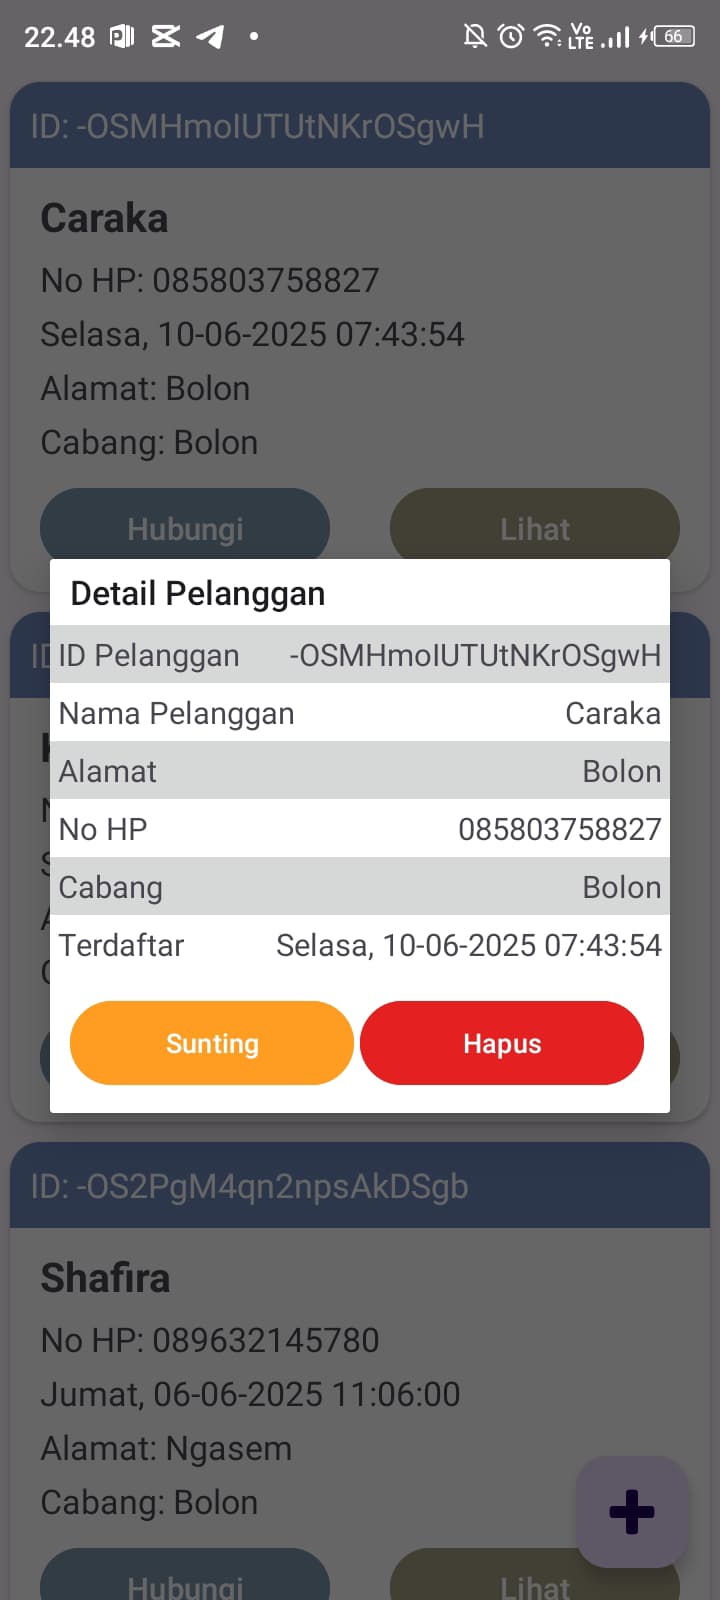 22.48
Vo LTE 66
ID: -OSMHmoIUTUtNKrOSgwH
Caraka
No HP: 085803758827
Selasa, 10-06-2025 07:43:54
Alamat: Bolon
Cabang: Bolon
Hubungi Lihat
Detail Pelanggan
ID Pelanggan -OSMHmoIUTUtNKrOSgwH
Nama Pelanggan Caraka
Alamat Bolon
No HP 085803758827
Cabang Bolon
Terdaftar Selasa, 10-06-2025 07:43:54
Sunting Hapus
ID: -OS2PgM4qn2npsAkDSgb
Shafira
No HP: 089632145780
Jumat, 06-06-2025 11:06:00
Alamat: Ngasem
Cabang: Bolon
Hubungi Lihat